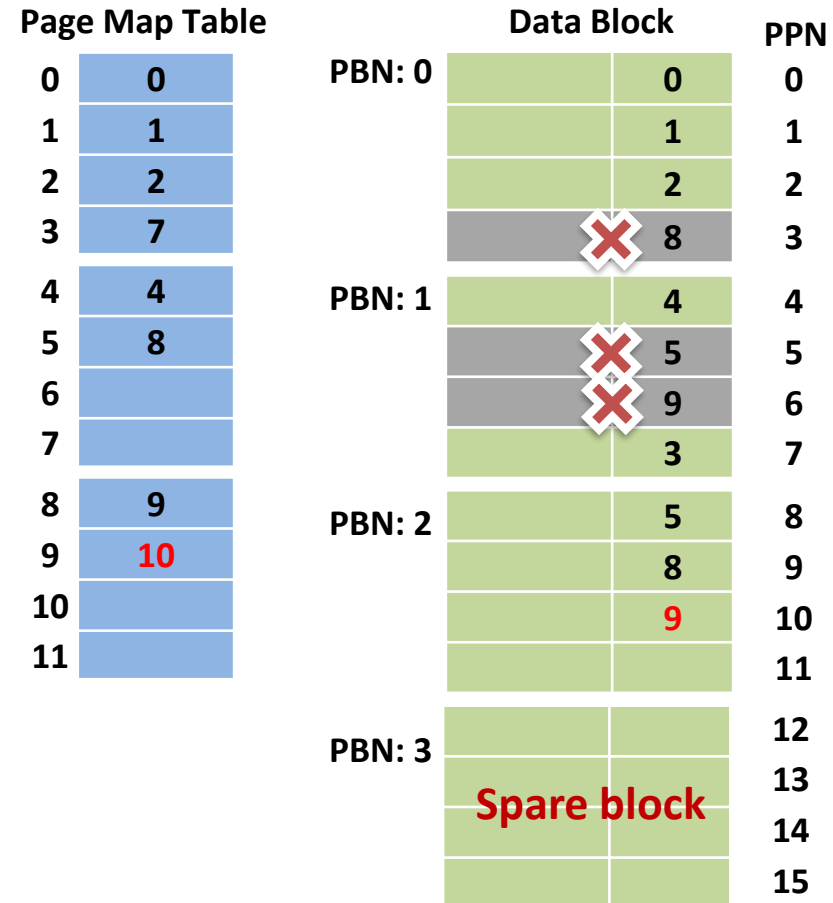 Page Map Table Data Block PPN
0 0 PBN: 0 0 0
1 1 1 1
2 2 2 2
3 7 8 3
4 4 PBN: 1 4 4
5 8 5 5
6 9 6
7 3 7
8 9 PBN: 2 5 8
9 10 8 9
10 9 10
11 11
PBN: 3 12
13
Spare block
14
15